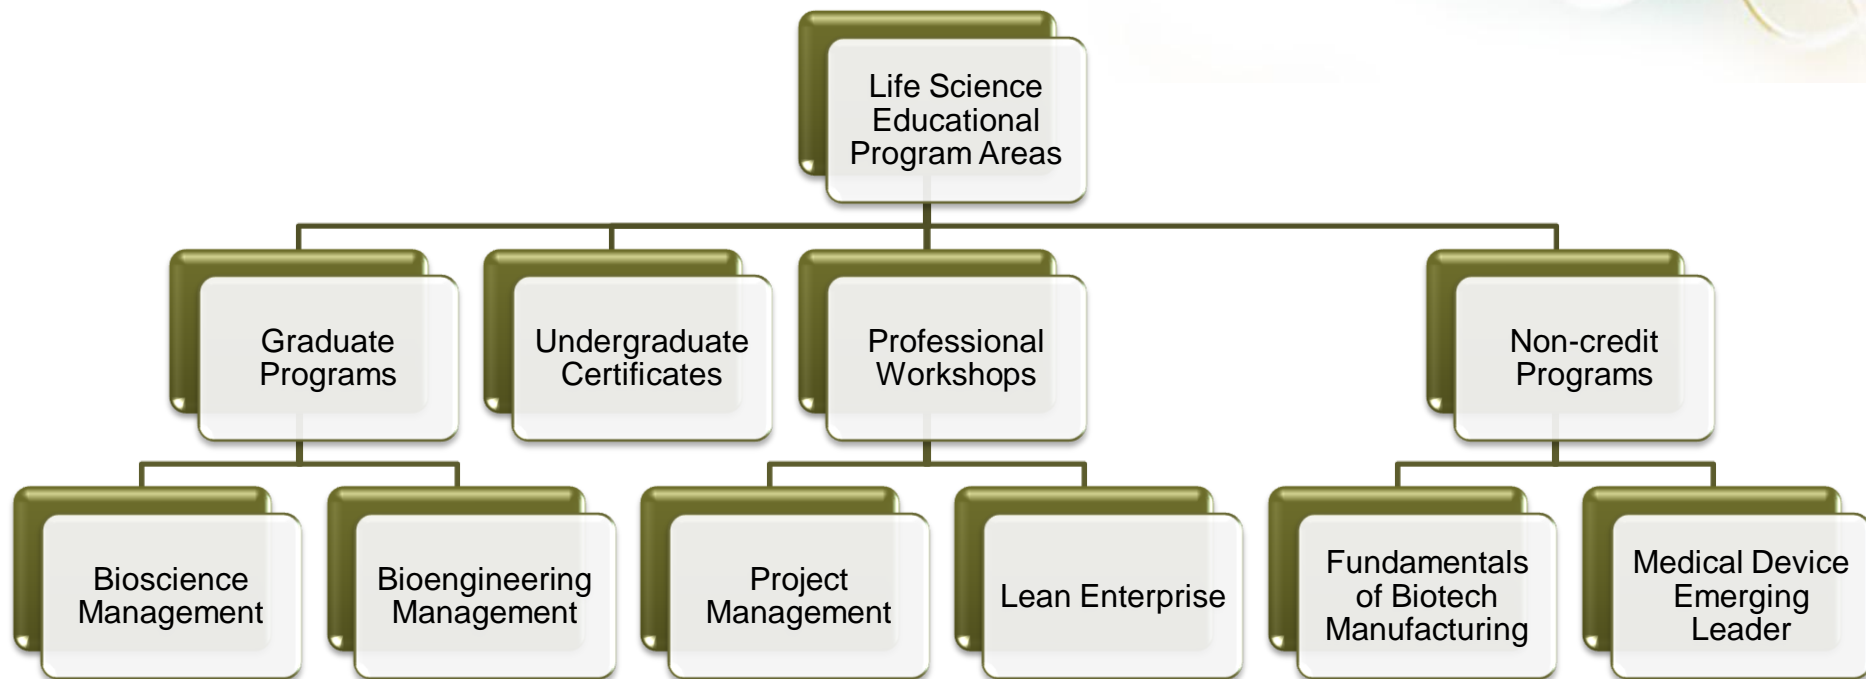 Life Science
Educational
Program Areas
Graduate
Programs
Undergraduate
Certificates
Professional
Workshops
Non-credit
Programs
Bioscience
Management
Bioengineering
Management
Project
Management
Lean Enterprise
Fundamentals
of Biotech
Manufacturing
Medical Device
Emerging
Leader